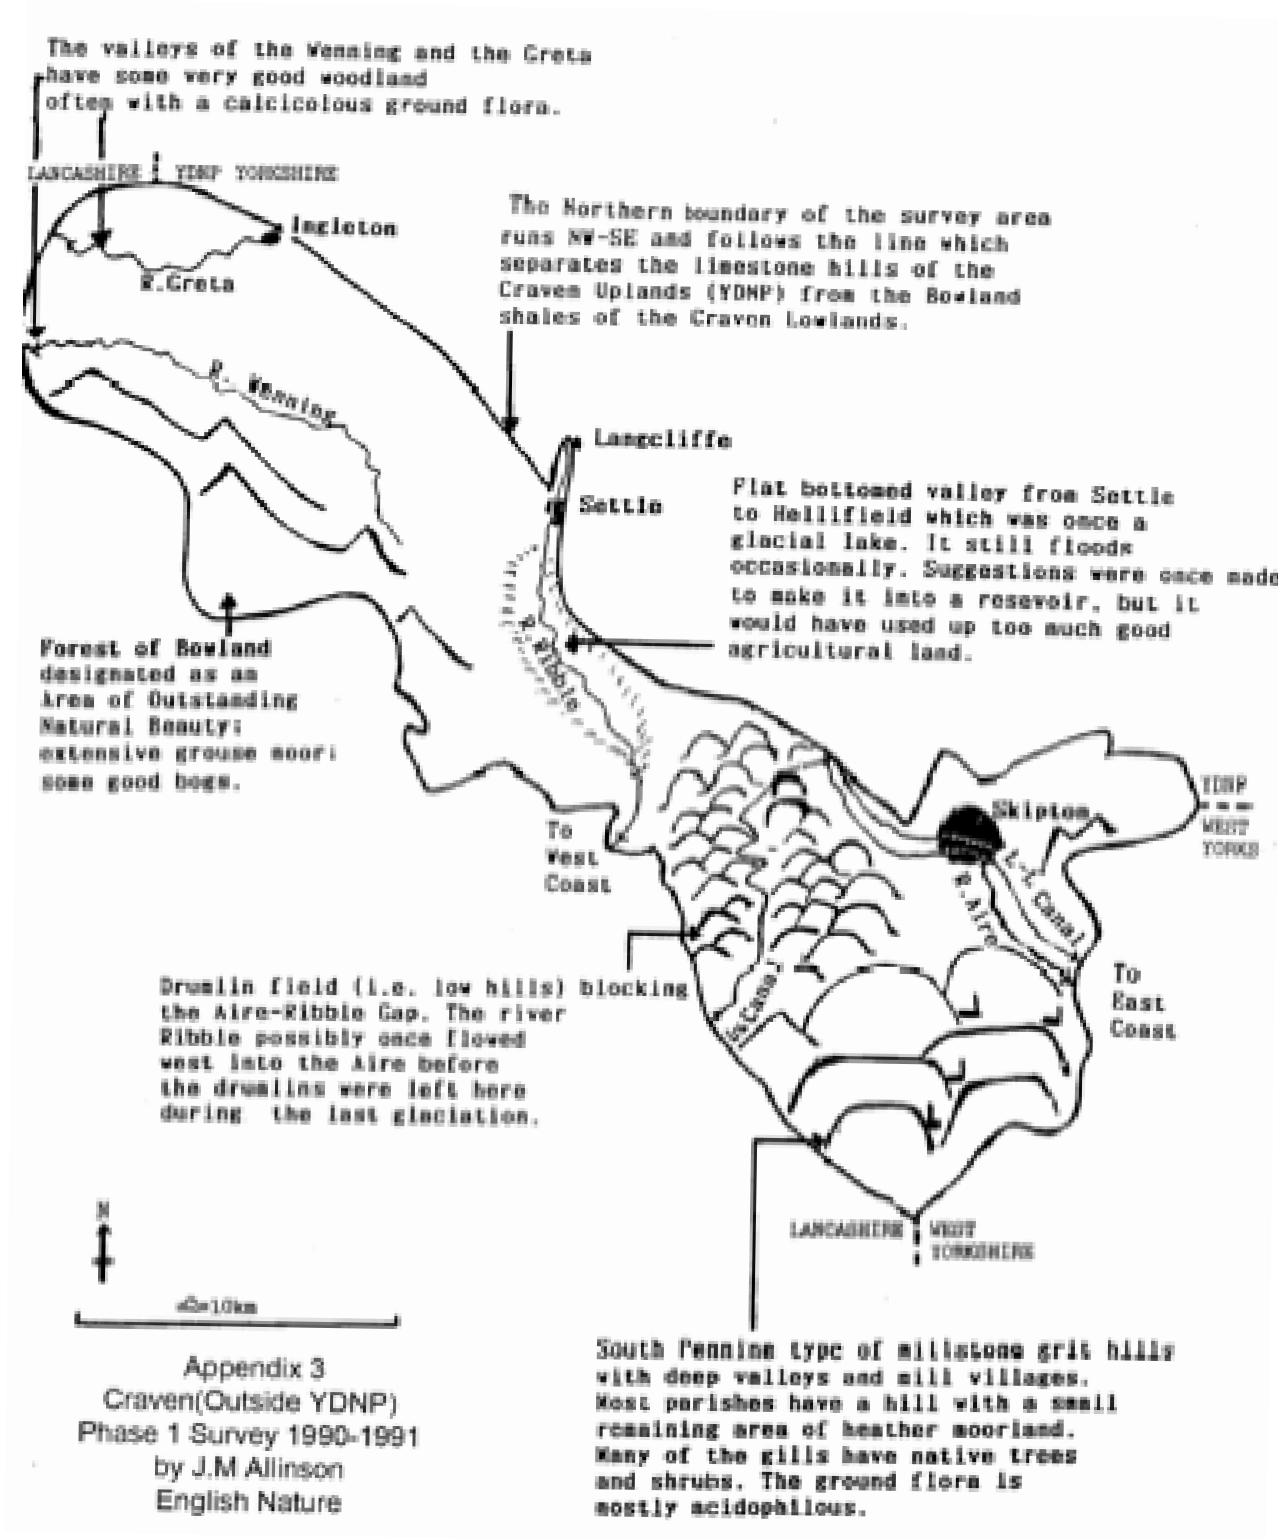 The valleys of the Wenning and the Greta
have some very good woodland
often with a calcicolous ground flora.
LANCASHIRE YDNP YORKSHIRE
Ingleton
R.Greta
The Northern boundary of the survey area
runs NW-SE and follows the line which
separates the limestone hills of the
Craven Uplands (YDNP) from the Bowland
shales of the Craven Lowlands.
R. Wenning
Langcliffe
Settle
Flat bottomed valley from Settle
to Hellifield which was once a
glacial lake. It still floods
occasionally. Suggestions were once made
to make it into a resevoir, but it
would have used up too much good
agricultural land.
R Ribble
Forest of Bowland
designated as an
Area of Outstanding
Natural Beauty;
extensive grouse moor;
some good bogs.
YDNP
WEST
YORKS
Skipton
To
West
Coast
L-L Canal
R.Aire
To
East
Coast
Canal
Drumlin field (i.e. low hills) blocking
the Aire-Ribble Gap. The river
Ribble possibly once flowed
west into the Aire before
the drumlins were left here
during the last glaciation.
LANCASHIRE WEST
YORKSHIRE
N
=10km
Appendix 3
Craven(Outside YDNP)
Phase 1 Survey 1990-1991
by J.M Allinson
English Nature
South Pennine type of millstone grit hills
with deep valleys and mill villages.
Most parishes have a hill with a small
remaining area of heather moorland.
Many of the gills have native trees
and shrubs. The ground flora is
mostly acidophilous.